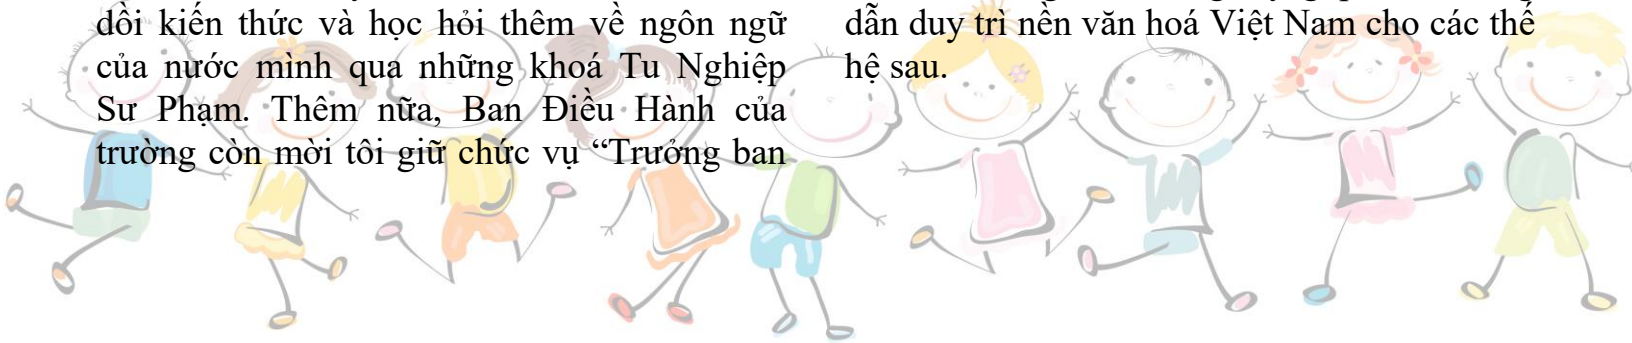 dồi kiến thức và học hỏi thêm về ngôn ngữ
của nước mình qua những khoá Tu Nghiệp
Sư Phạm. Thêm nữa, Ban Điều Hành của
trường còn mời tôi giữ chức vụ “Trưởng ban
dẫn duy trì nền văn hoá Việt Nam cho các thế
hệ sau.